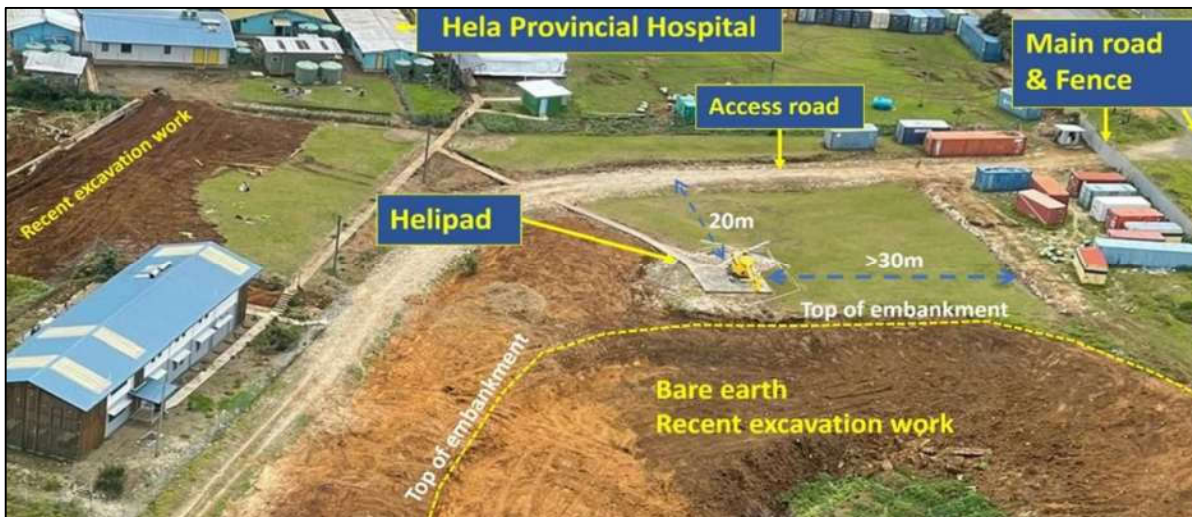 Hela Provincial Hospital
Main road
& Fence
Access road
Recent excavation work
Helipad
20m
>30m
Top of embankment
Top of embankment
Bare earth
Recent excavation work